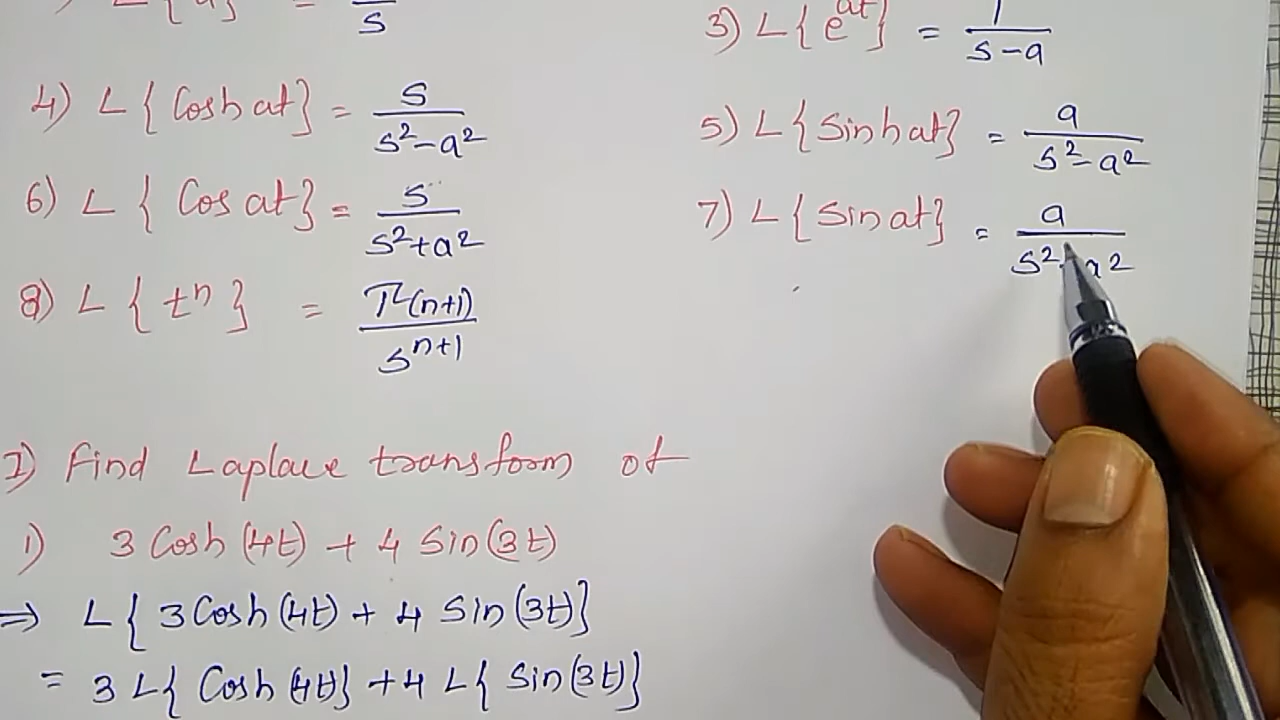 L{a} = /s
3) L{e^at} = 1/(s-a)
4) L{Cosh at} = s/(s²-a²)
5) L{Sinh at} = a/(s²-a²)
6) L{Cos at} = s/(s²+a²)
7) L{Sin at} = a/(s² a²)
8) L{t^n} = Γ(n+1)/s^(n+1)
I) Find Laplace transform of
1) 3 Cosh (4t) + 4 Sin(3t)
⇒ L{3 Cosh (4t) + 4 Sin(3t)}
= 3 L{Cosh (4t)} + 4 L{Sin(3t)}